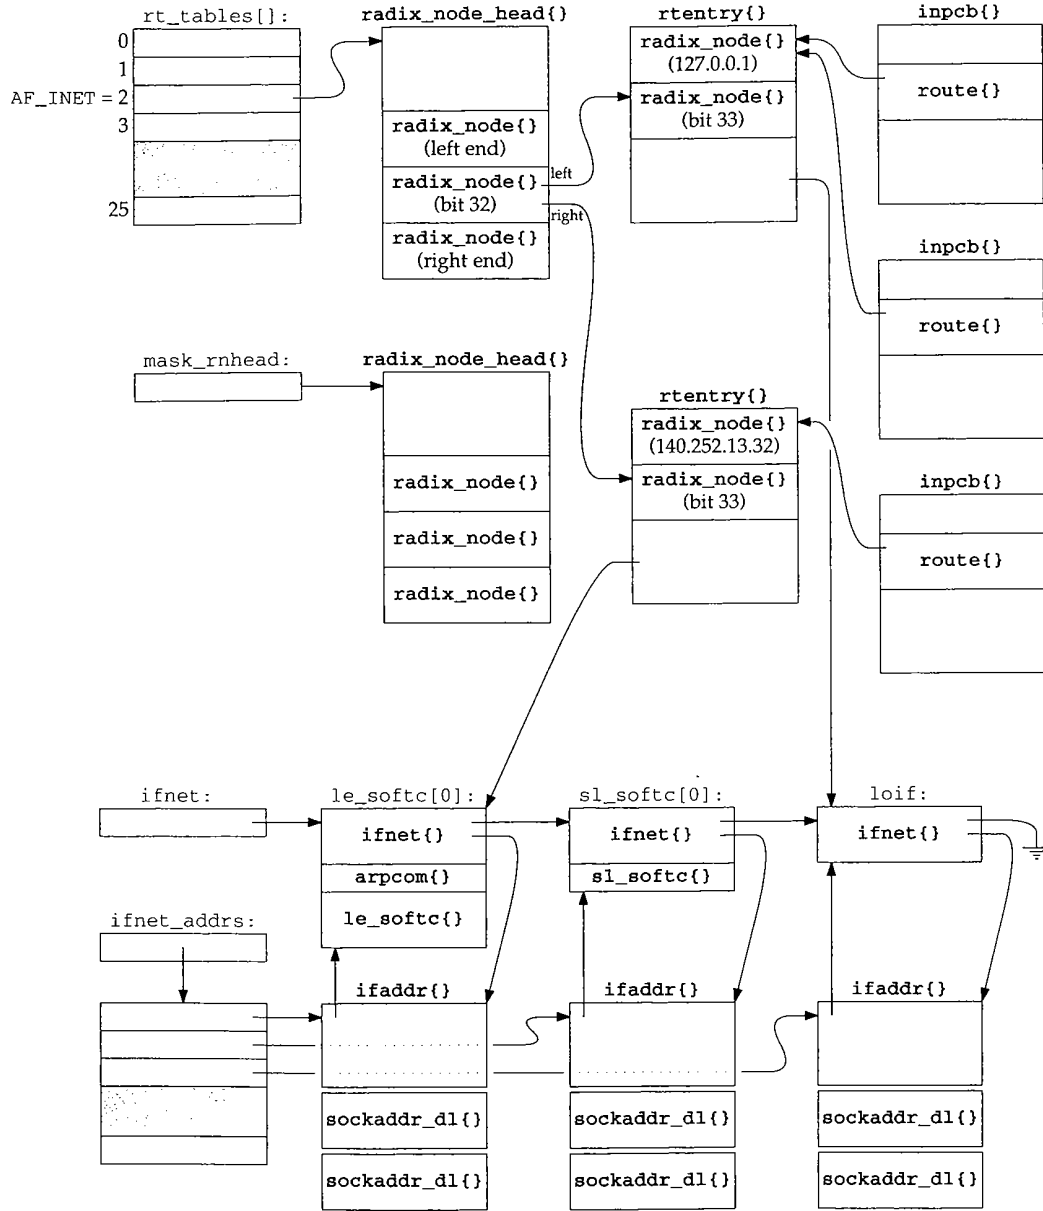 rt_tables[]:
0
1
AF_INET = 2
3
25
radix_node_head{}
radix_node{}
(left end)
radix_node{}
(bit 32)
radix_node{}
(right end)
left
right
rtentry{}
radix_node{}
(127.0.0.1)
radix_node{}
(bit 33)
inpcb{}
route{}
inpcb{}
route{}
mask_rnhead:
radix_node_head{}
radix_node{}
radix_node{}
radix_node{}
rtentry{}
radix_node{}
(140.252.13.32)
radix_node{}
(bit 33)
inpcb{}
route{}
ifnet:
le_softc[0]:
ifnet{}
arpcom{}
le_softc{}
sl_softc[0]:
ifnet{}
sl_softc{}
loif:
ifnet{}
ifnet_addrs:
ifaddr{}
ifaddr{}
ifaddr{}
sockaddr_dl{}
sockaddr_dl{}
sockaddr_dl{}
sockaddr_dl{}
sockaddr_dl{}
sockaddr_dl{}